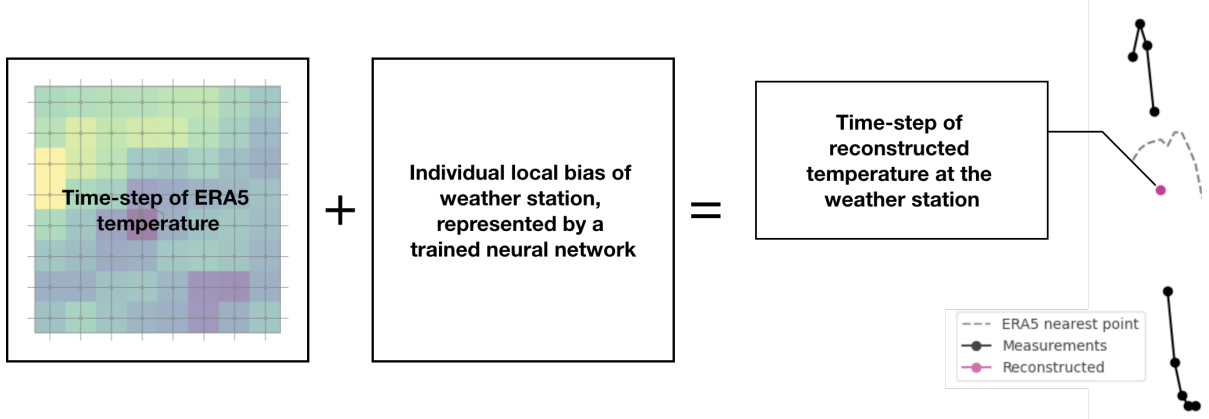 Time-step of ERA5
temperature
+
Individual local bias of
weather station,
represented by a
trained neural network
=
Time-step of
reconstructed
temperature at the
weather station
ERA5 nearest point
Measurements
Reconstructed